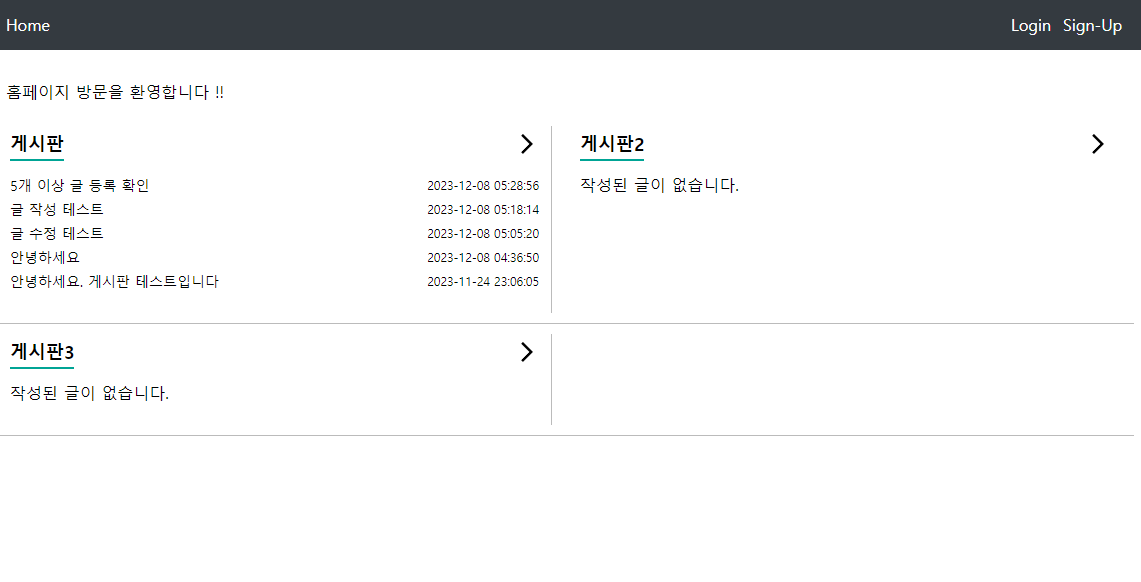 Home Login Sign-Up
홈페이지 방문을 환영합니다 !!
게시판
5개 이상 글 등록 확인 2023-12-08 05:28:56
글 작성 테스트 2023-12-08 05:18:14
글 수정 테스트 2023-12-08 05:05:20
안녕하세요 2023-12-08 04:36:50
안녕하세요, 게시판 테스트입니다 2023-11-24 23:06:05
게시판2
작성된 글이 없습니다.
게시판3
작성된 글이 없습니다.